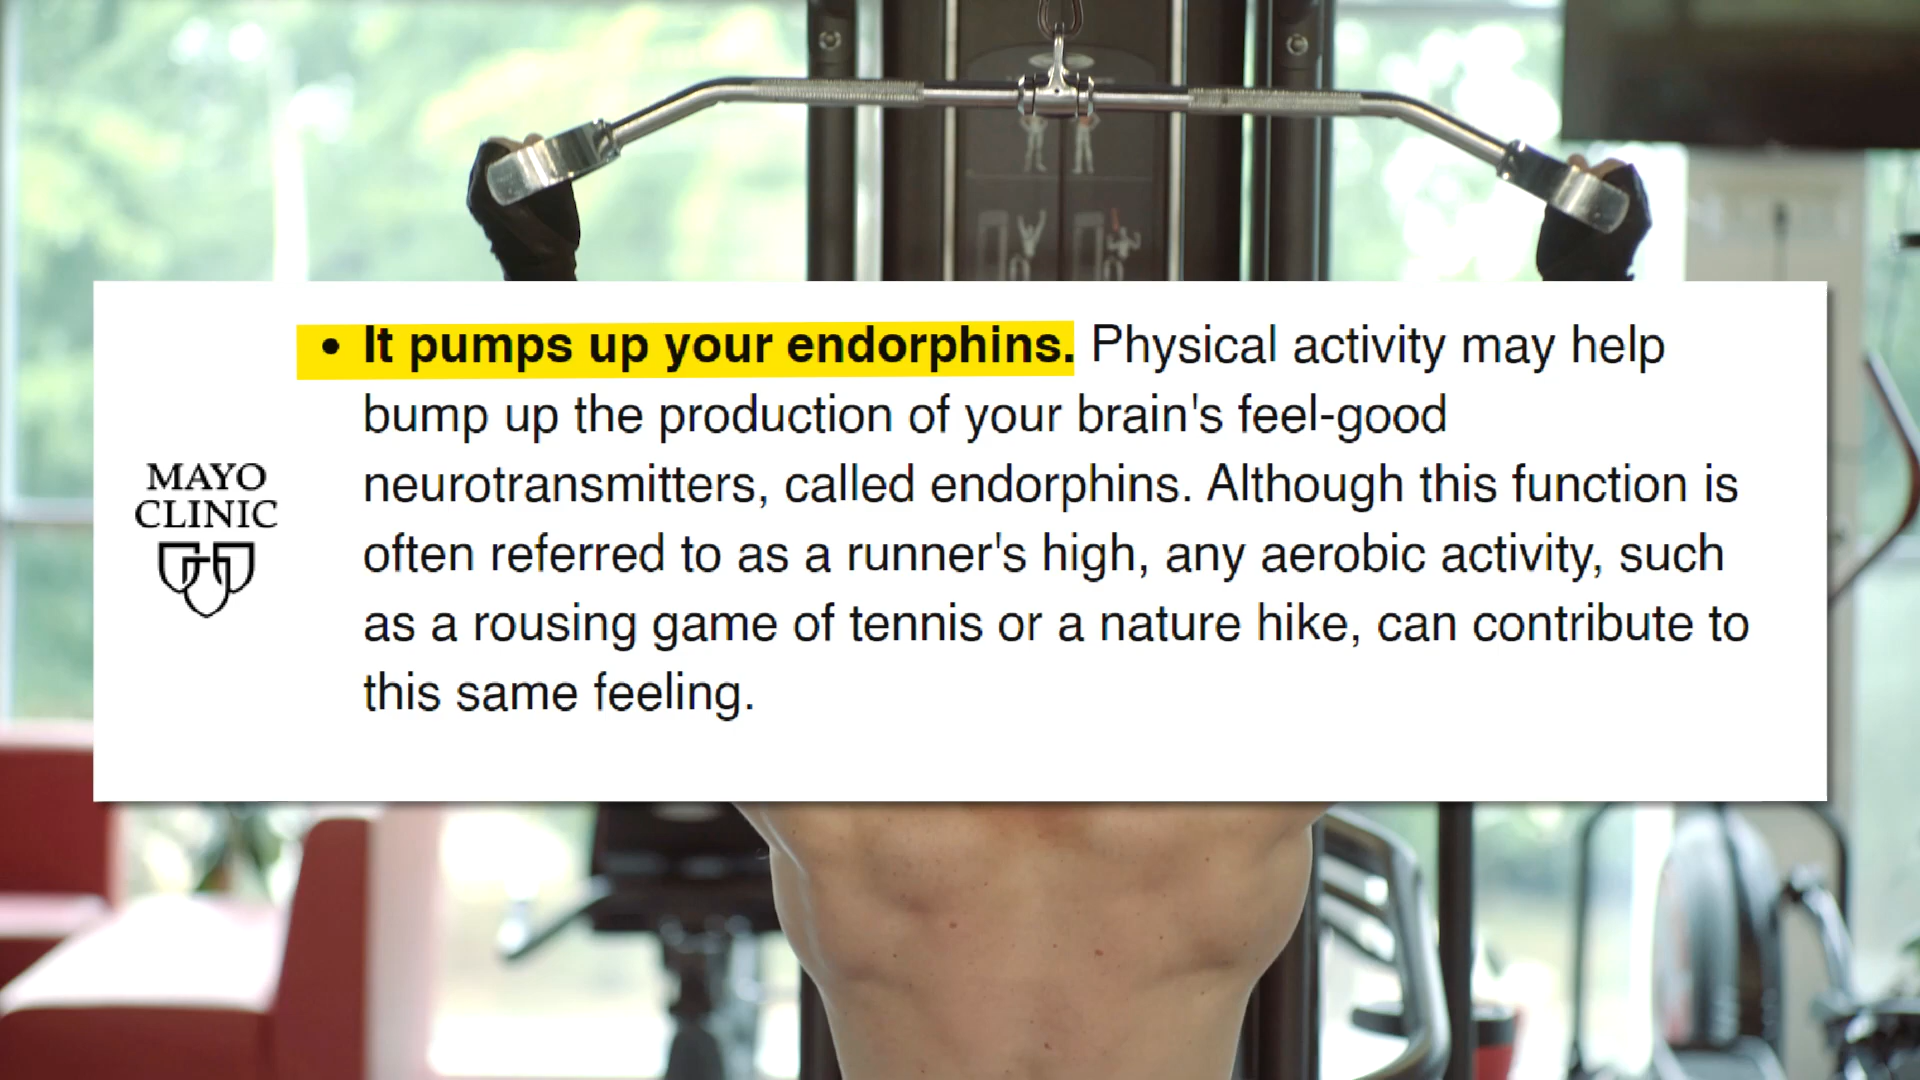 • It pumps up your endorphins. Physical activity may help
bump up the production of your brain's feel-good
neurotransmitters, called endorphins. Although this function is
often referred to as a runner's high, any aerobic activity, such
as a rousing game of tennis or a nature hike, can contribute to
this same feeling.
MAYO
CLINIC